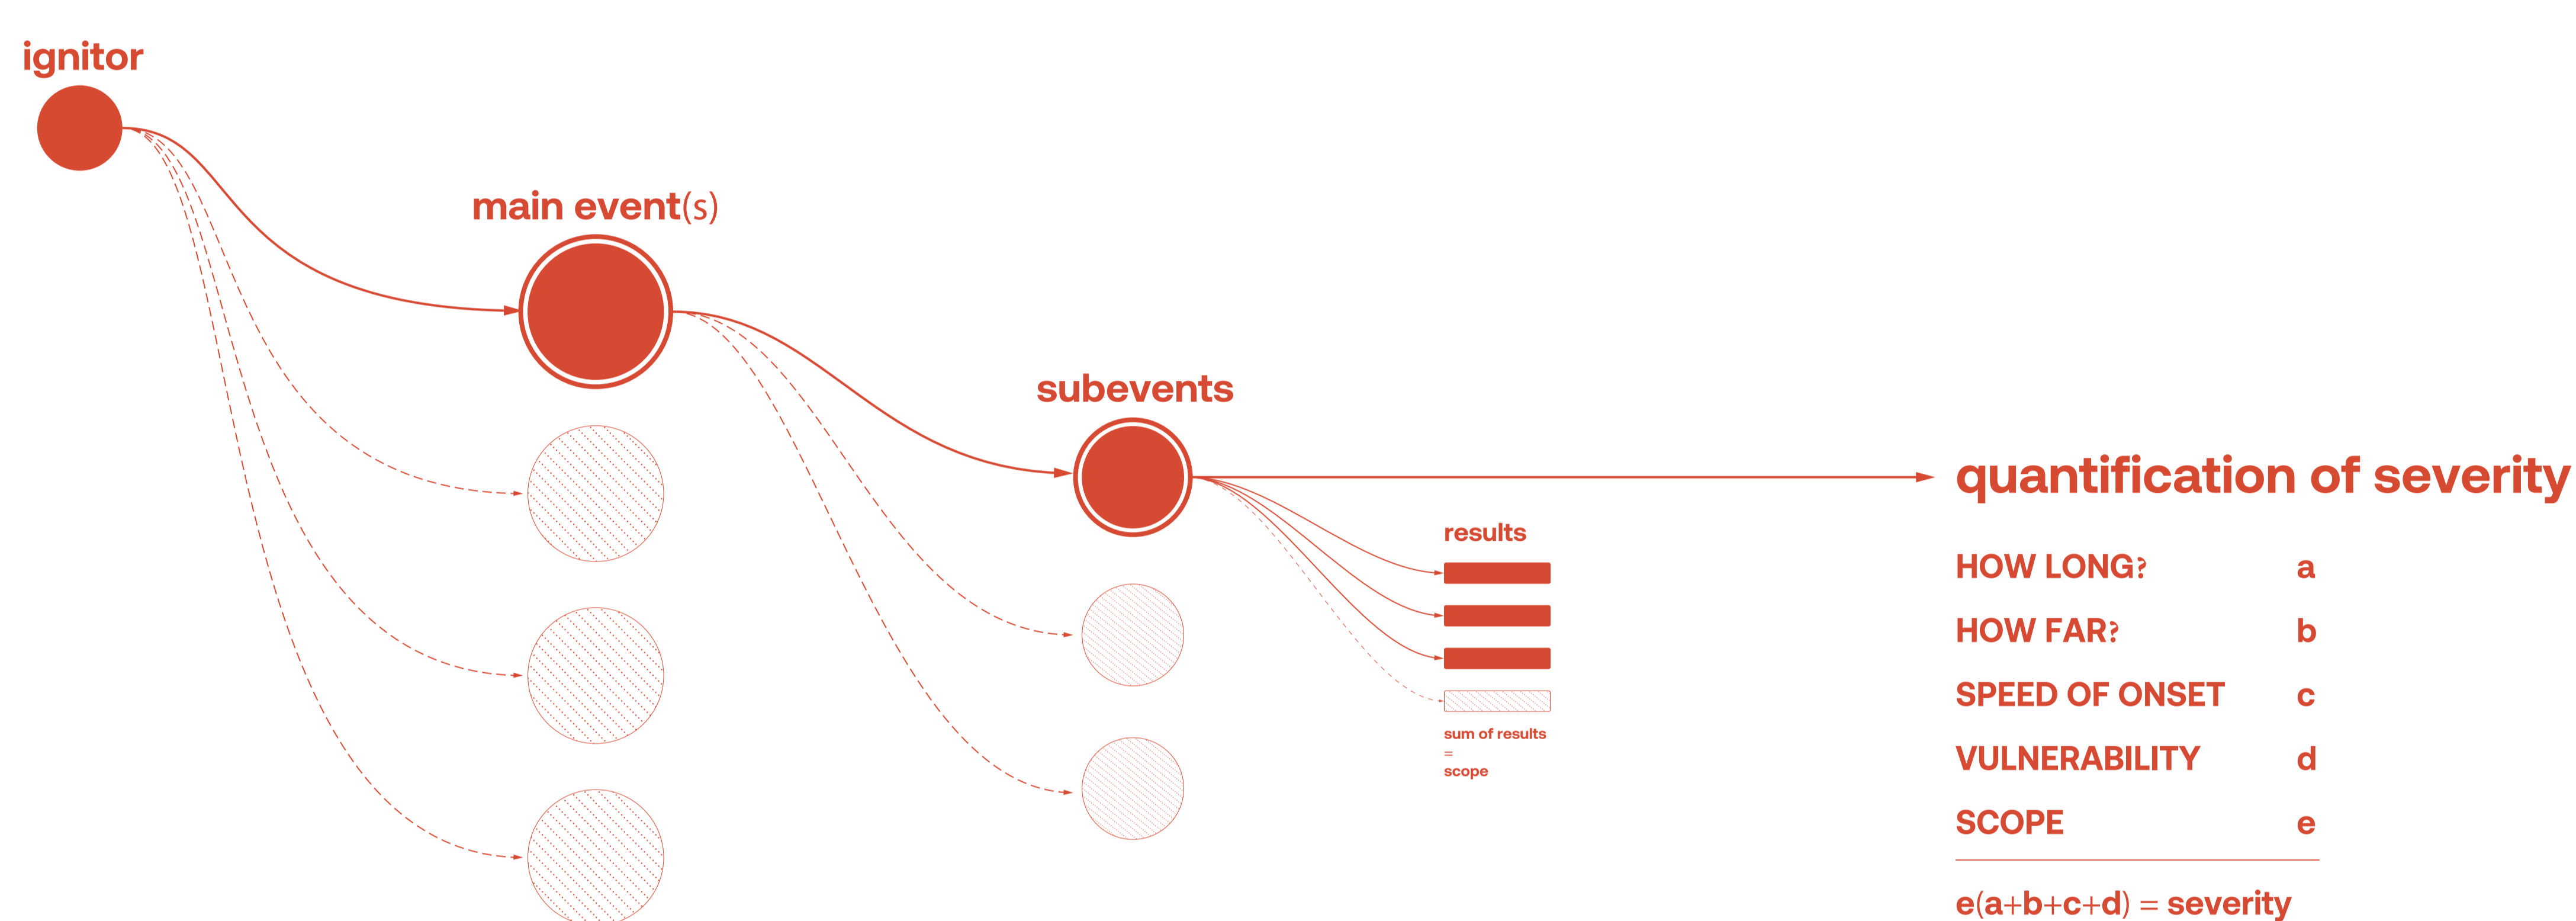 ignitor
main event(s)
subevents
results
sum of results
=
scope
quantification of severity
HOW LONG? a
HOW FAR? b
SPEED OF ONSET c
VULNERABILITY d
SCOPE e
e(a+b+c+d) = severity